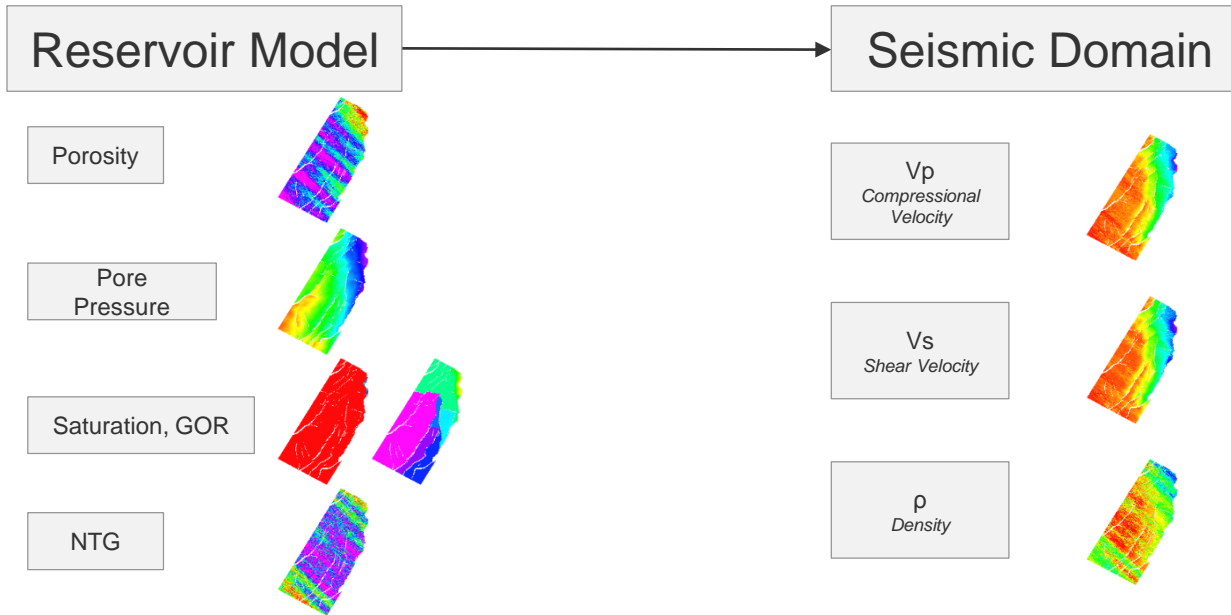 Reservoir Model
Seismic Domain
Porosity
Pore
Pressure
Saturation, GOR
NTG
Vp
Compressional
Velocity
Vs
Shear Velocity
ρ
Density